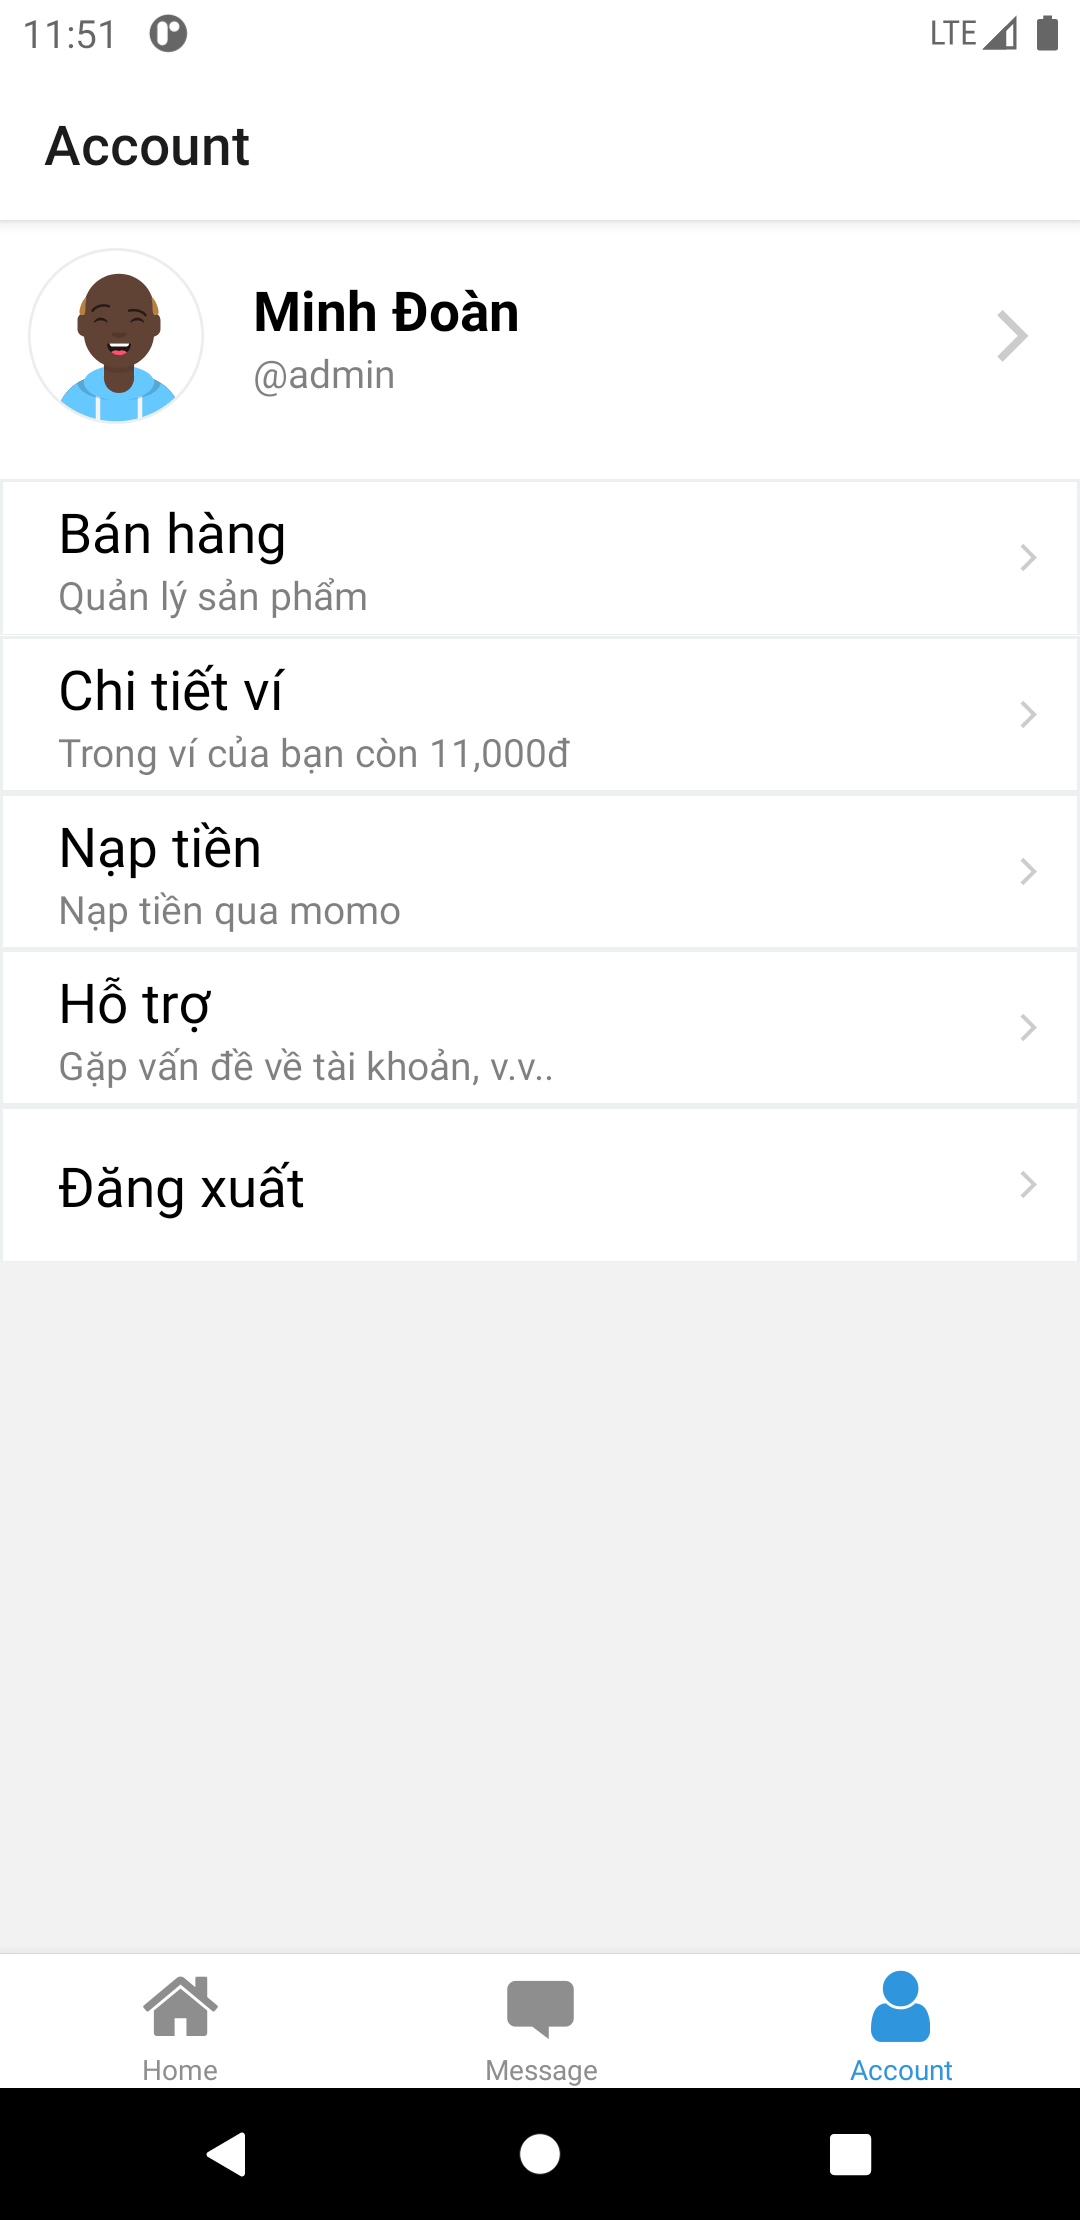 11:51
LTE
Account
Minh Đoàn
@admin
Bán hàng
Quản lý sản phẩm
Chi tiết ví
Trong ví của bạn còn 11,000đ
Nạp tiền
Nạp tiền qua momo
Hỗ trợ
Gặp vấn đề về tài khoản, v.v..
Đăng xuất
Home
Message
Account